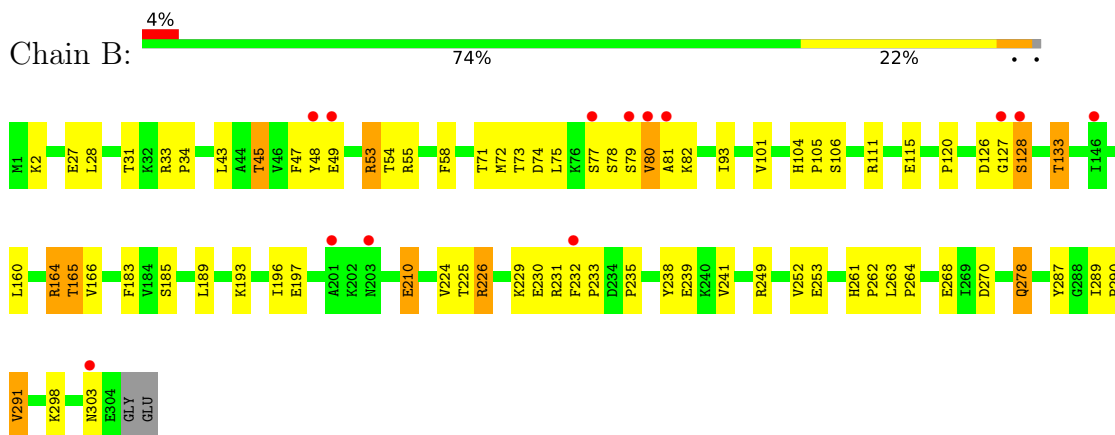 4%
Chain B:
74% 22% . .
M1 K2 E27 L28 T31 K32 R33 P34 L43 A44 T45 V46 F47 Y48 E49 R53 T54 R55 F58 T71 M72 T73 D74 L75 K76 S77 S78 S79 V80 A81 K82 I93 V101 H104 P105 S106 R111 E115 P120 D126 G127 S128 T133 I146
L160 R164 T165 V166 F183 V184 S185 L189 K193 I196 E197 A201 K202 N203 E210 V224 T225 R226 K229 E230 R231 F232 P233 D234 P235 Y238 E239 K240 V241 R249 V252 E253 H261 P262 L263 P264 E268 I269 D270 Q278 Y287 G288 I289 P290
V291 K298 N303 E304 GLY GLU